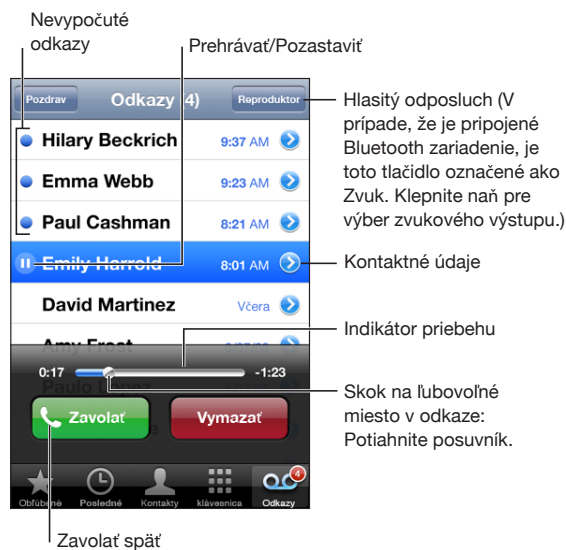 Nevypočuté
odkazy
Prehrávať/Pozastaviť
Pozdrav
Odkazy (4)
Reproduktor
Hlasitý odposluch (V
prípade, že je pripojené
Bluetooth zariadenie, je
toto tlačidlo označené ako
Zvuk. Klepnite naň pre
výber zvukového výstupu.)
Hilary Beckrich 9:37 AM
Emma Webb 9:23 AM
Paul Cashman 8:21 AM
Emily Harrold 8:01 AM
Kontaktné údaje
David Martinez Včera
Indikátor priebehu
Amy Frost
0:17 -1:23
Paulo Lopez
Skok na ľubovoľné
miesto v odkaze:
Potiahnite posuvník.
Zavolať
Vymazať
4
Obľúbené Posledné Kontakty klávesnica Odkazy
Zavolať späť